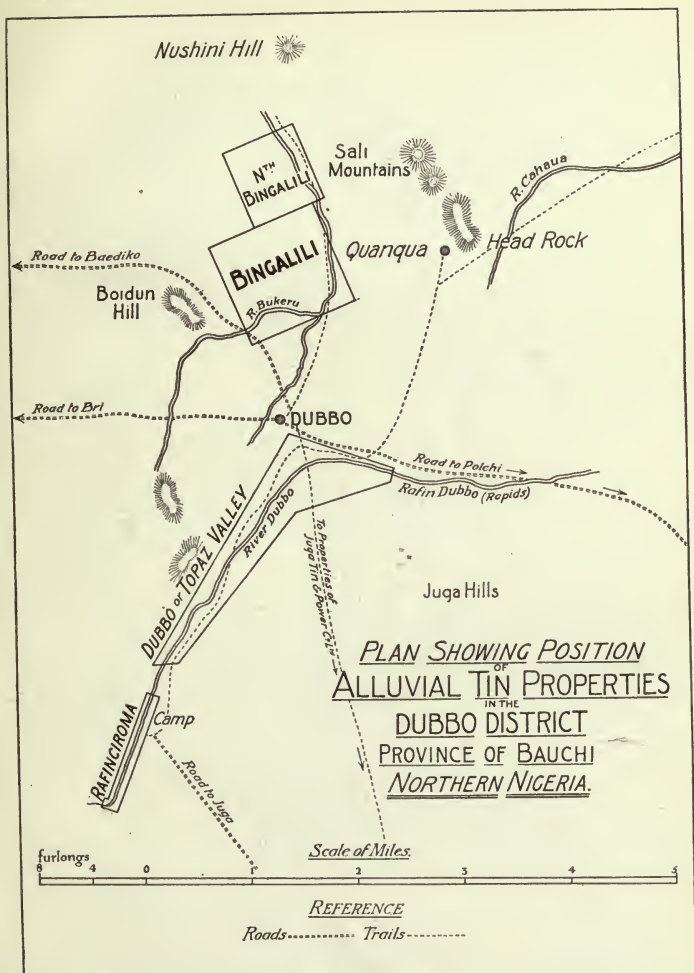 Nushini Hill
NTH
BINGALILI
Sali
Mountains
R. Cahaua
Road to Baediko
BINGALILI
Quanqua
Head Rock
Boidun
Hill
R. Bukeru
Road to Bri
DUBBO
Road to Polchi
Rafin Dubbo (Rapids)
DUBBO or TOPAZ VALLEY
River Dubbo
To Properties of
Juga Tin & Power Co Ltd
Juga Hills
PLAN SHOWING POSITION
OF
ALLUVIAL TIN PROPERTIES
IN THE
DUBBO DISTRICT
PROVINCE OF BAUCHI
NORTHERN NIGERIA.
RAFINCIROMA
Camp
Road to Juga
Scale of Miles.
furlongs
8 4 0 1 2 3 4 5
REFERENCE
Roads Trails